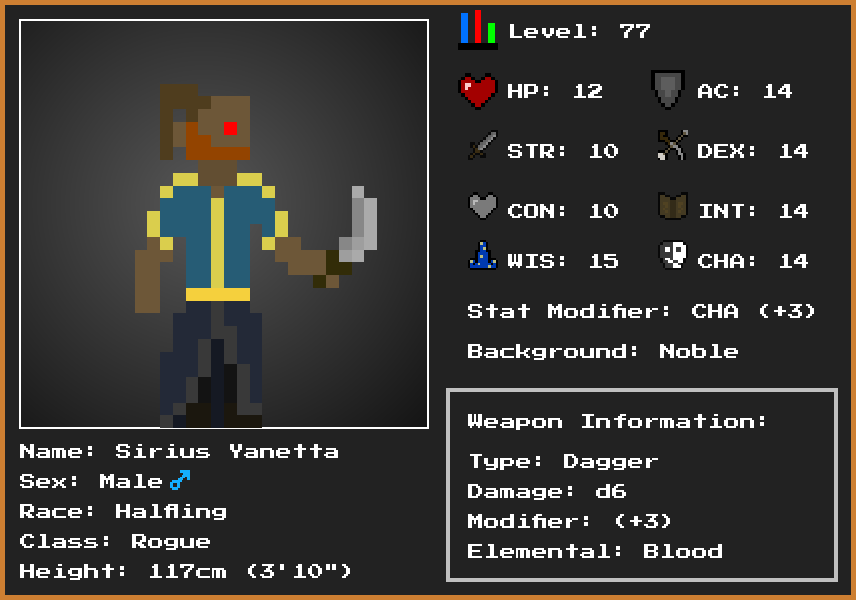 Level: 77
HP: 12 AC: 14
STR: 10 DEX: 14
CON: 10 INT: 14
WIS: 15 CHA: 14
Stat Modifier: CHA (+3)
Background: Noble
Weapon Information:
Type: Dagger
Damage: d6
Modifier: (+3)
Elemental: Blood
Name: Sirius Yanetta
Sex: Male ♂
Race: Halfling
Class: Rogue
Height: 117cm (3'10")